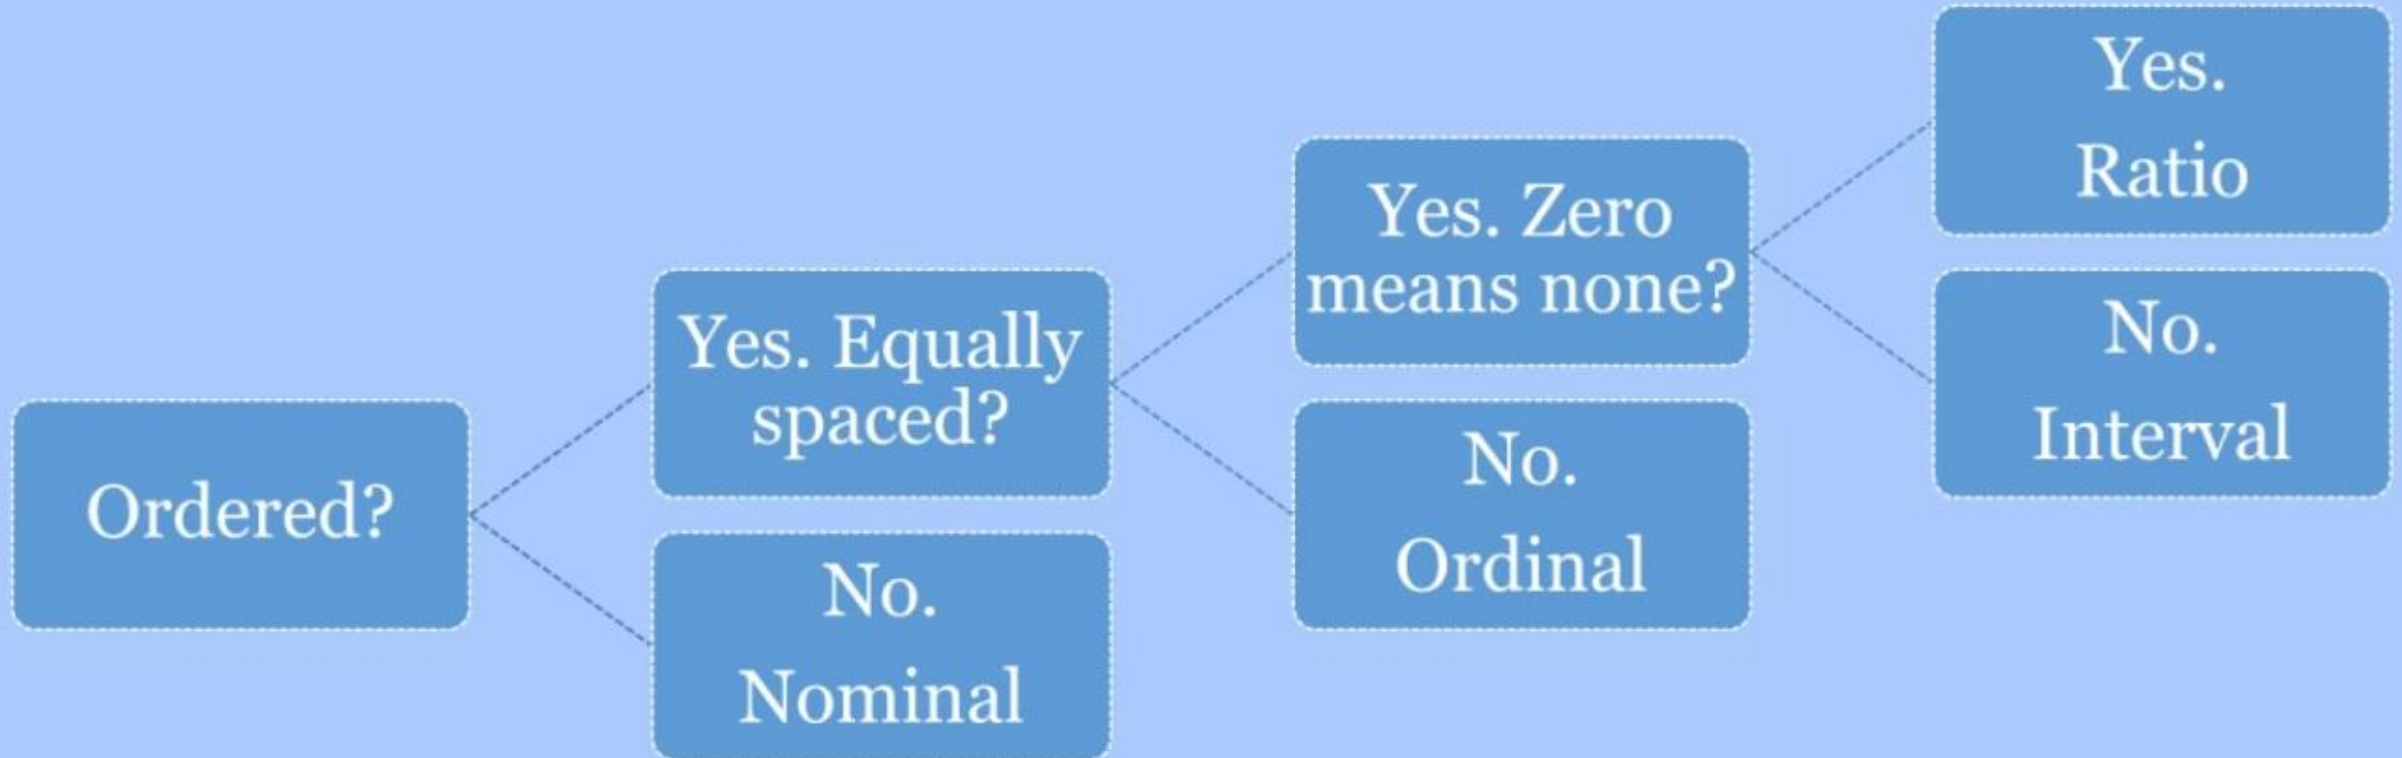 Ordered?
Yes. Equally
spaced?
No.
Nominal
Yes. Zero
means none?
No.
Ordinal
Yes.
Ratio
No.
Interval